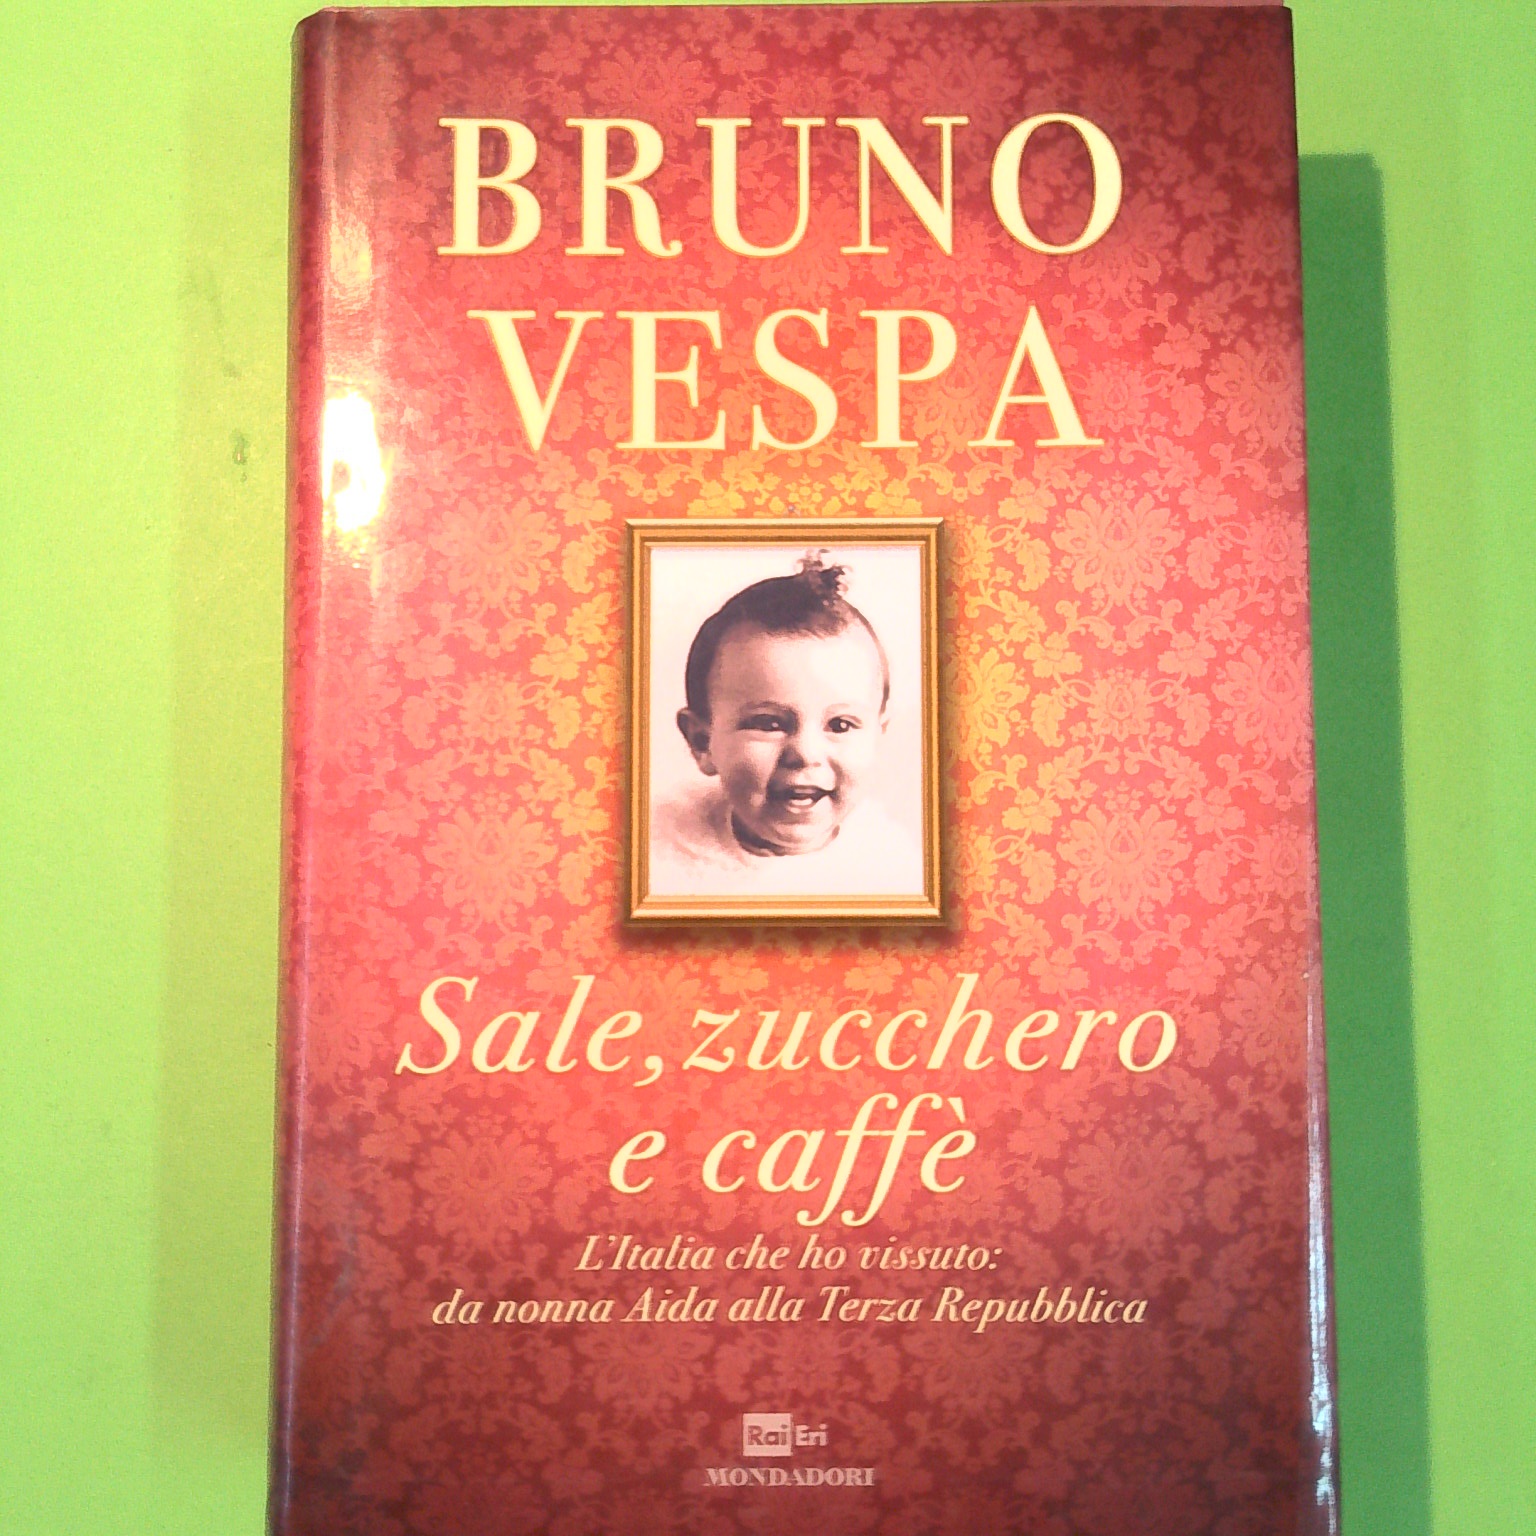 BRUNO
VESPA
Sale, zucchero
e caffè
L'Italia che ho vissuto:
da nonna Aida alla Terza Repubblica
Rai Eri
MONDADORI